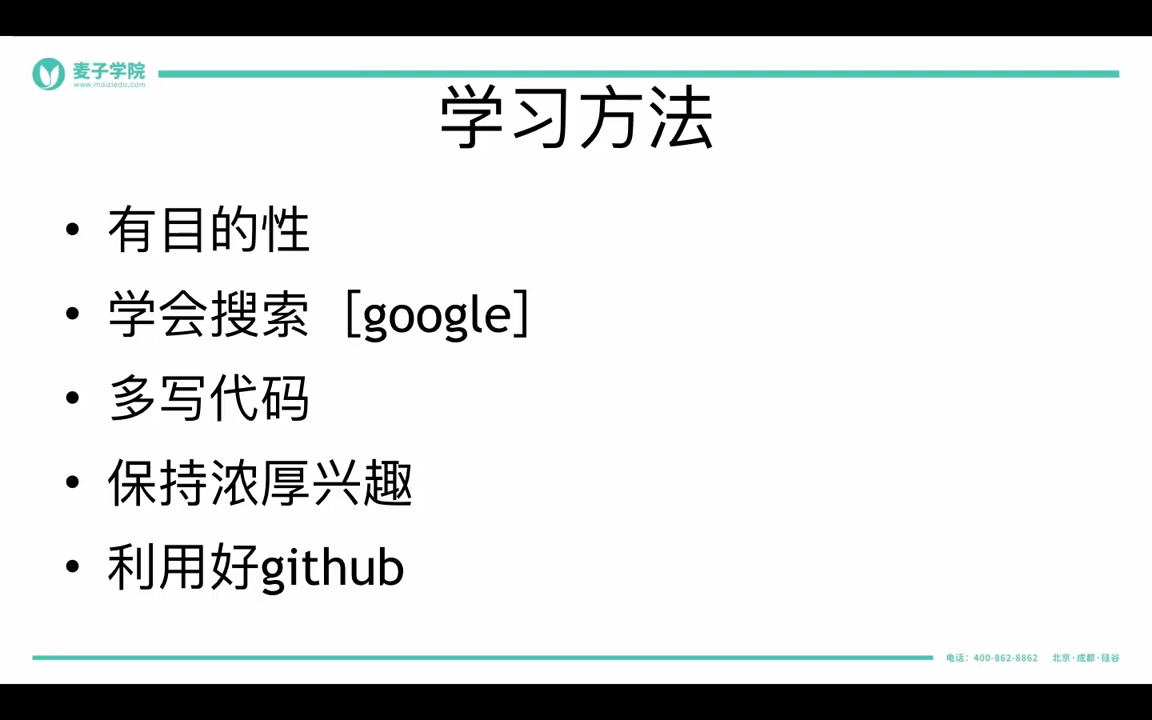 麦子学院
www.maiziedu.com
学习方法
• 有目的性
• 学会搜索［google］
• 多写代码
• 保持浓厚兴趣
• 利用好github
电话：400-862-8862 北京·成都·硅谷